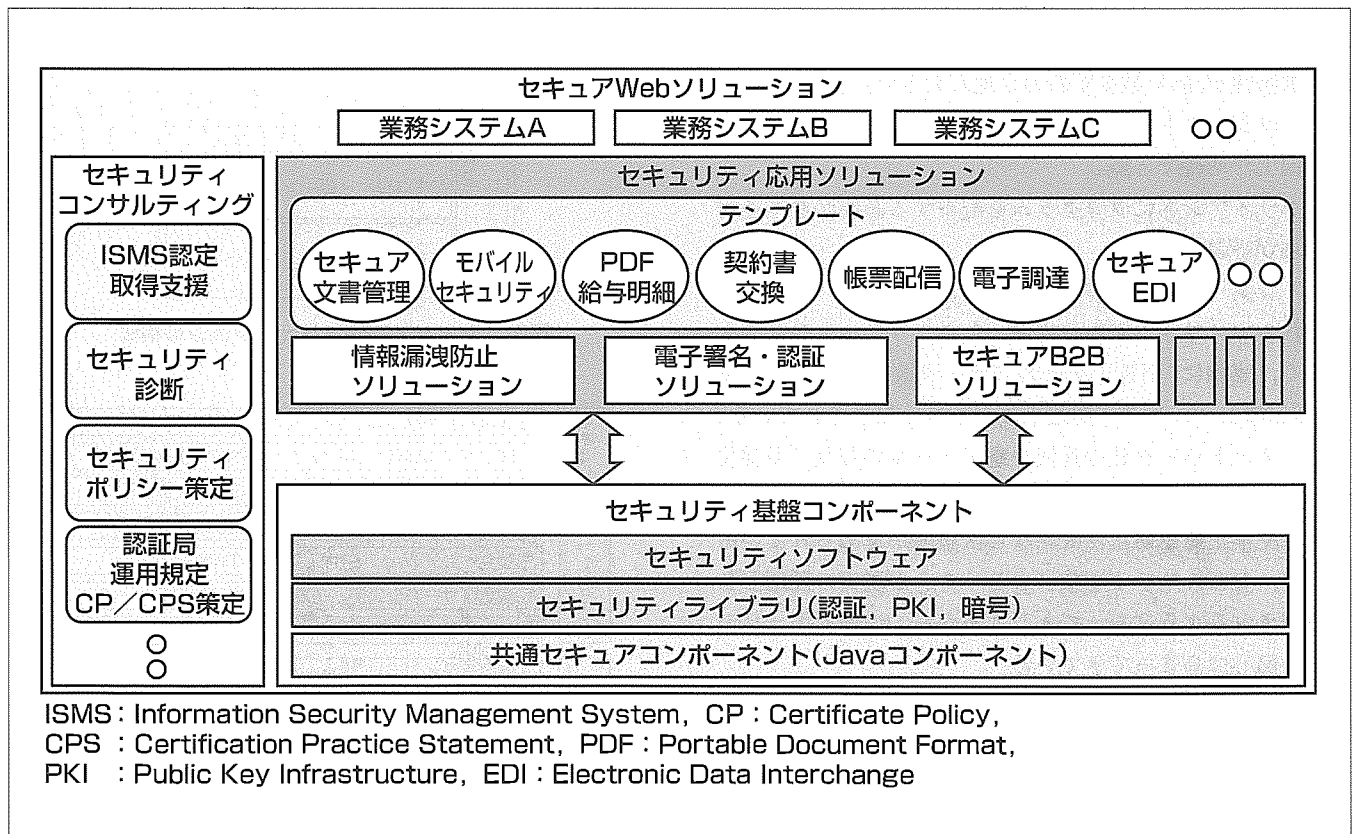 セキュアWebソリューション
業務システムA
業務システムB
業務システムC
○○
セキュリティ
コンサルティング
ISMS認定
取得支援
セキュリティ
診断
セキュリティ
ポリシー策定
認証局
運用規定
CP／CPS策定
○
○
セキュリティ応用ソリューション
テンプレート
セキュア
文書管理
モバイル
セキュリティ
PDF
給与明細
契約書
交換
帳票配信
電子調達
セキュア
EDI
○○
情報漏洩防止
ソリューション
電子署名・認証
ソリューション
セキュアB2B
ソリューション
セキュリティ基盤コンポーネント
セキュリティソフトウェア
セキュリティライブラリ(認証，PKI，暗号)
共通セキュアコンポーネント(Javaコンポーネント)
ISMS：Information Security Management System，CP：Certificate Policy，
CPS ：Certification Practice Statement，PDF：Portable Document Format，
PKI ：Public Key Infrastructure，EDI：Electronic Data Interchange